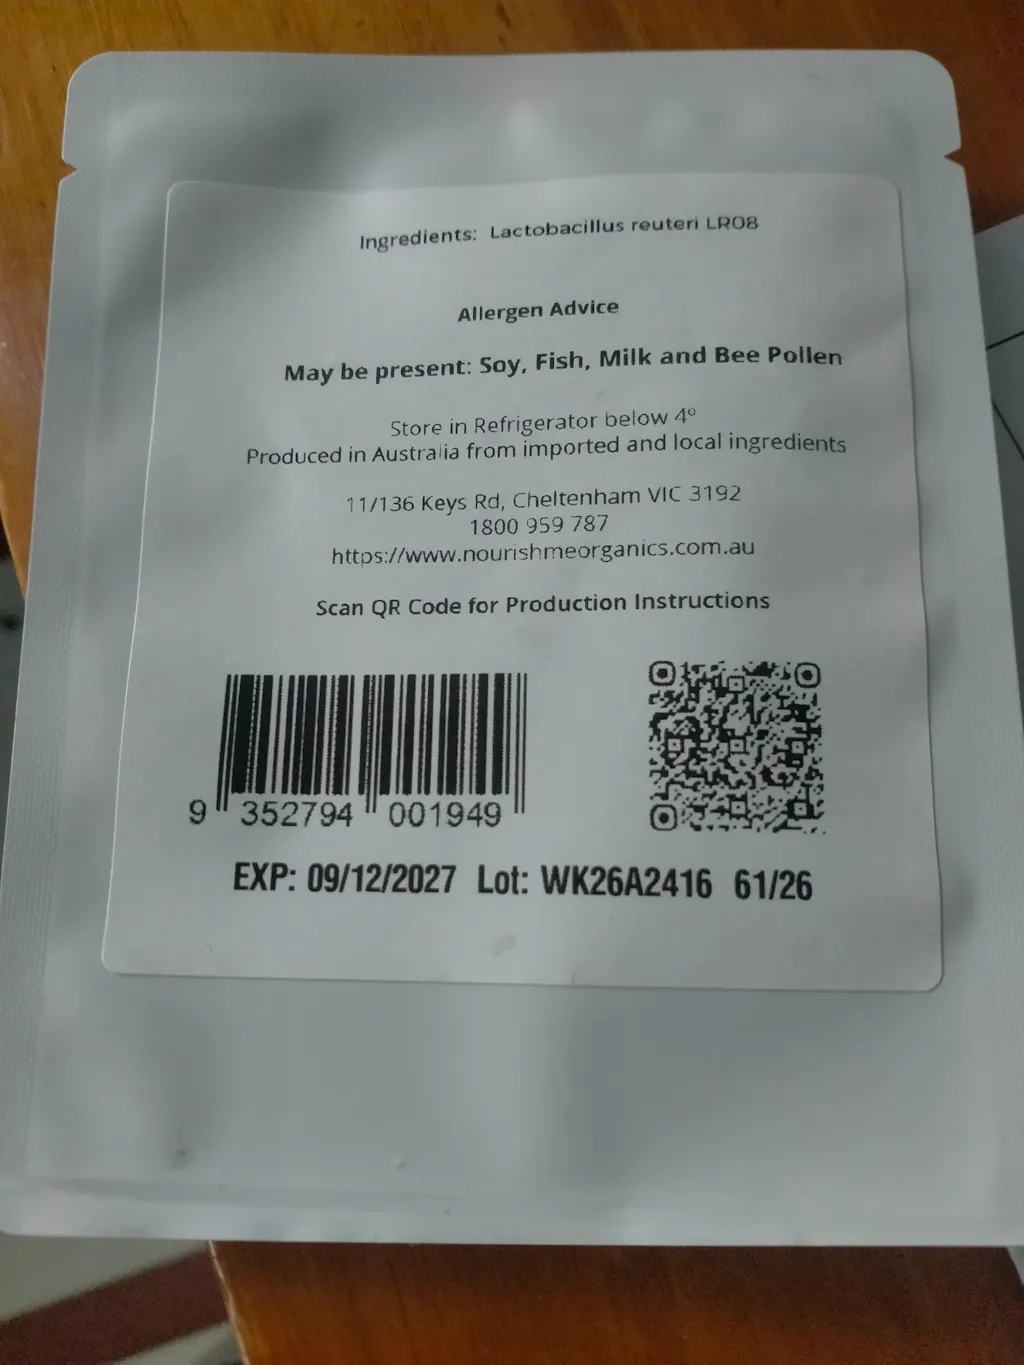 Ingredients: Lactobacillus reuteri LR08
Allergen Advice
May be present: Soy, Fish, Milk and Bee Pollen
Store in Refrigerator below 4º
Produced in Australia from imported and local ingredients
11/136 Keys Rd, Cheltenham VIC 3192
1800 959 787
https://www.nourishmeorganics.com.au
Scan QR Code for Production Instructions
9 352794 001949
EXP: 09/12/2027 Lot: WK26A2416 61/26